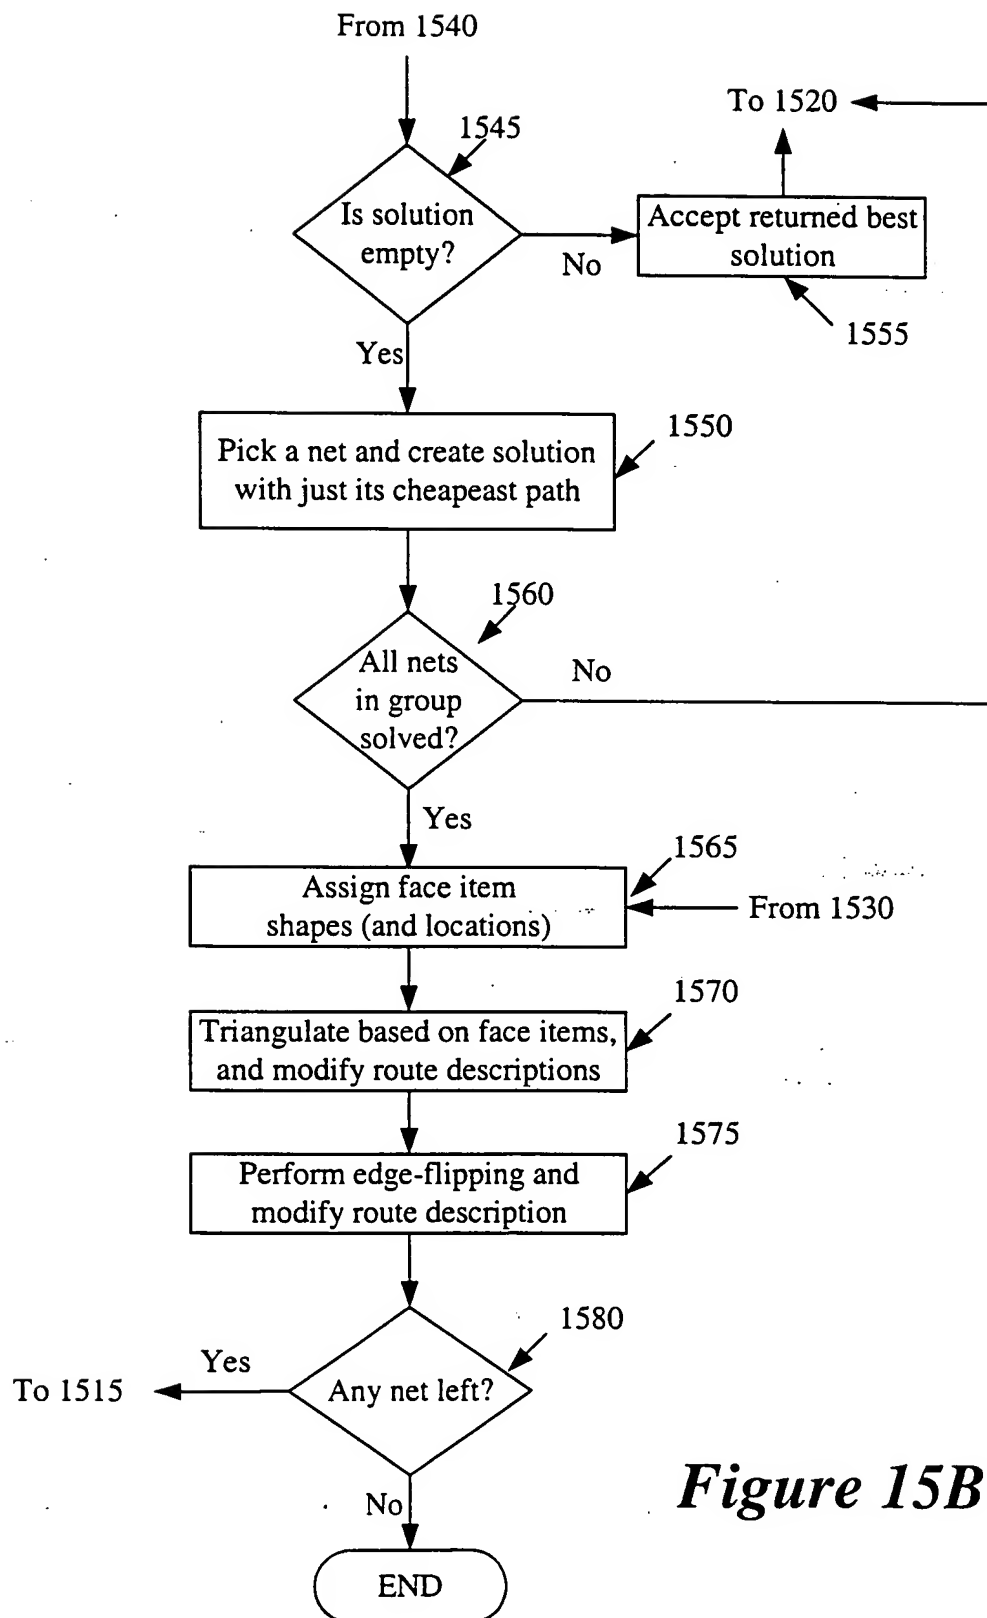 From 1540
To 1520
1545
Is solution
empty?
No
Accept returned best
solution
1555
Yes
1550
Pick a net and create solution
with just its cheapeast path
1560
All nets
in group
solved?
No
Yes
1565
Assign face item
shapes (and locations)
From 1530
1570
Triangulate based on face items,
and modify route descriptions
1575
Perform edge-flipping and
modify route description
1580
Yes
To 1515
Any net left?
No
Figure 15B
END